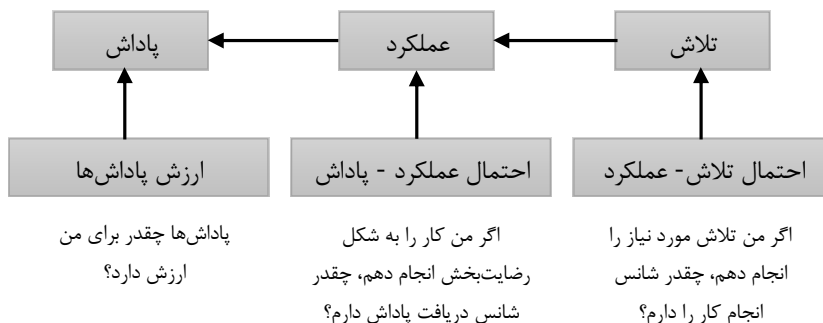 تلاش
عملکرد
پاداش
احتمال تلاش- عملکرد
احتمال عملکرد - پاداش
ارزش پاداش‌ها
اگر من تلاش مورد نیاز را
انجام دهم، چقدر شانس
انجام کار را دارم؟
اگر من کار را به شکل
رضایت‌بخش انجام دهم، چقدر
شانس دریافت پاداش دارم؟
پاداش‌ها چقدر برای من
ارزش دارد؟